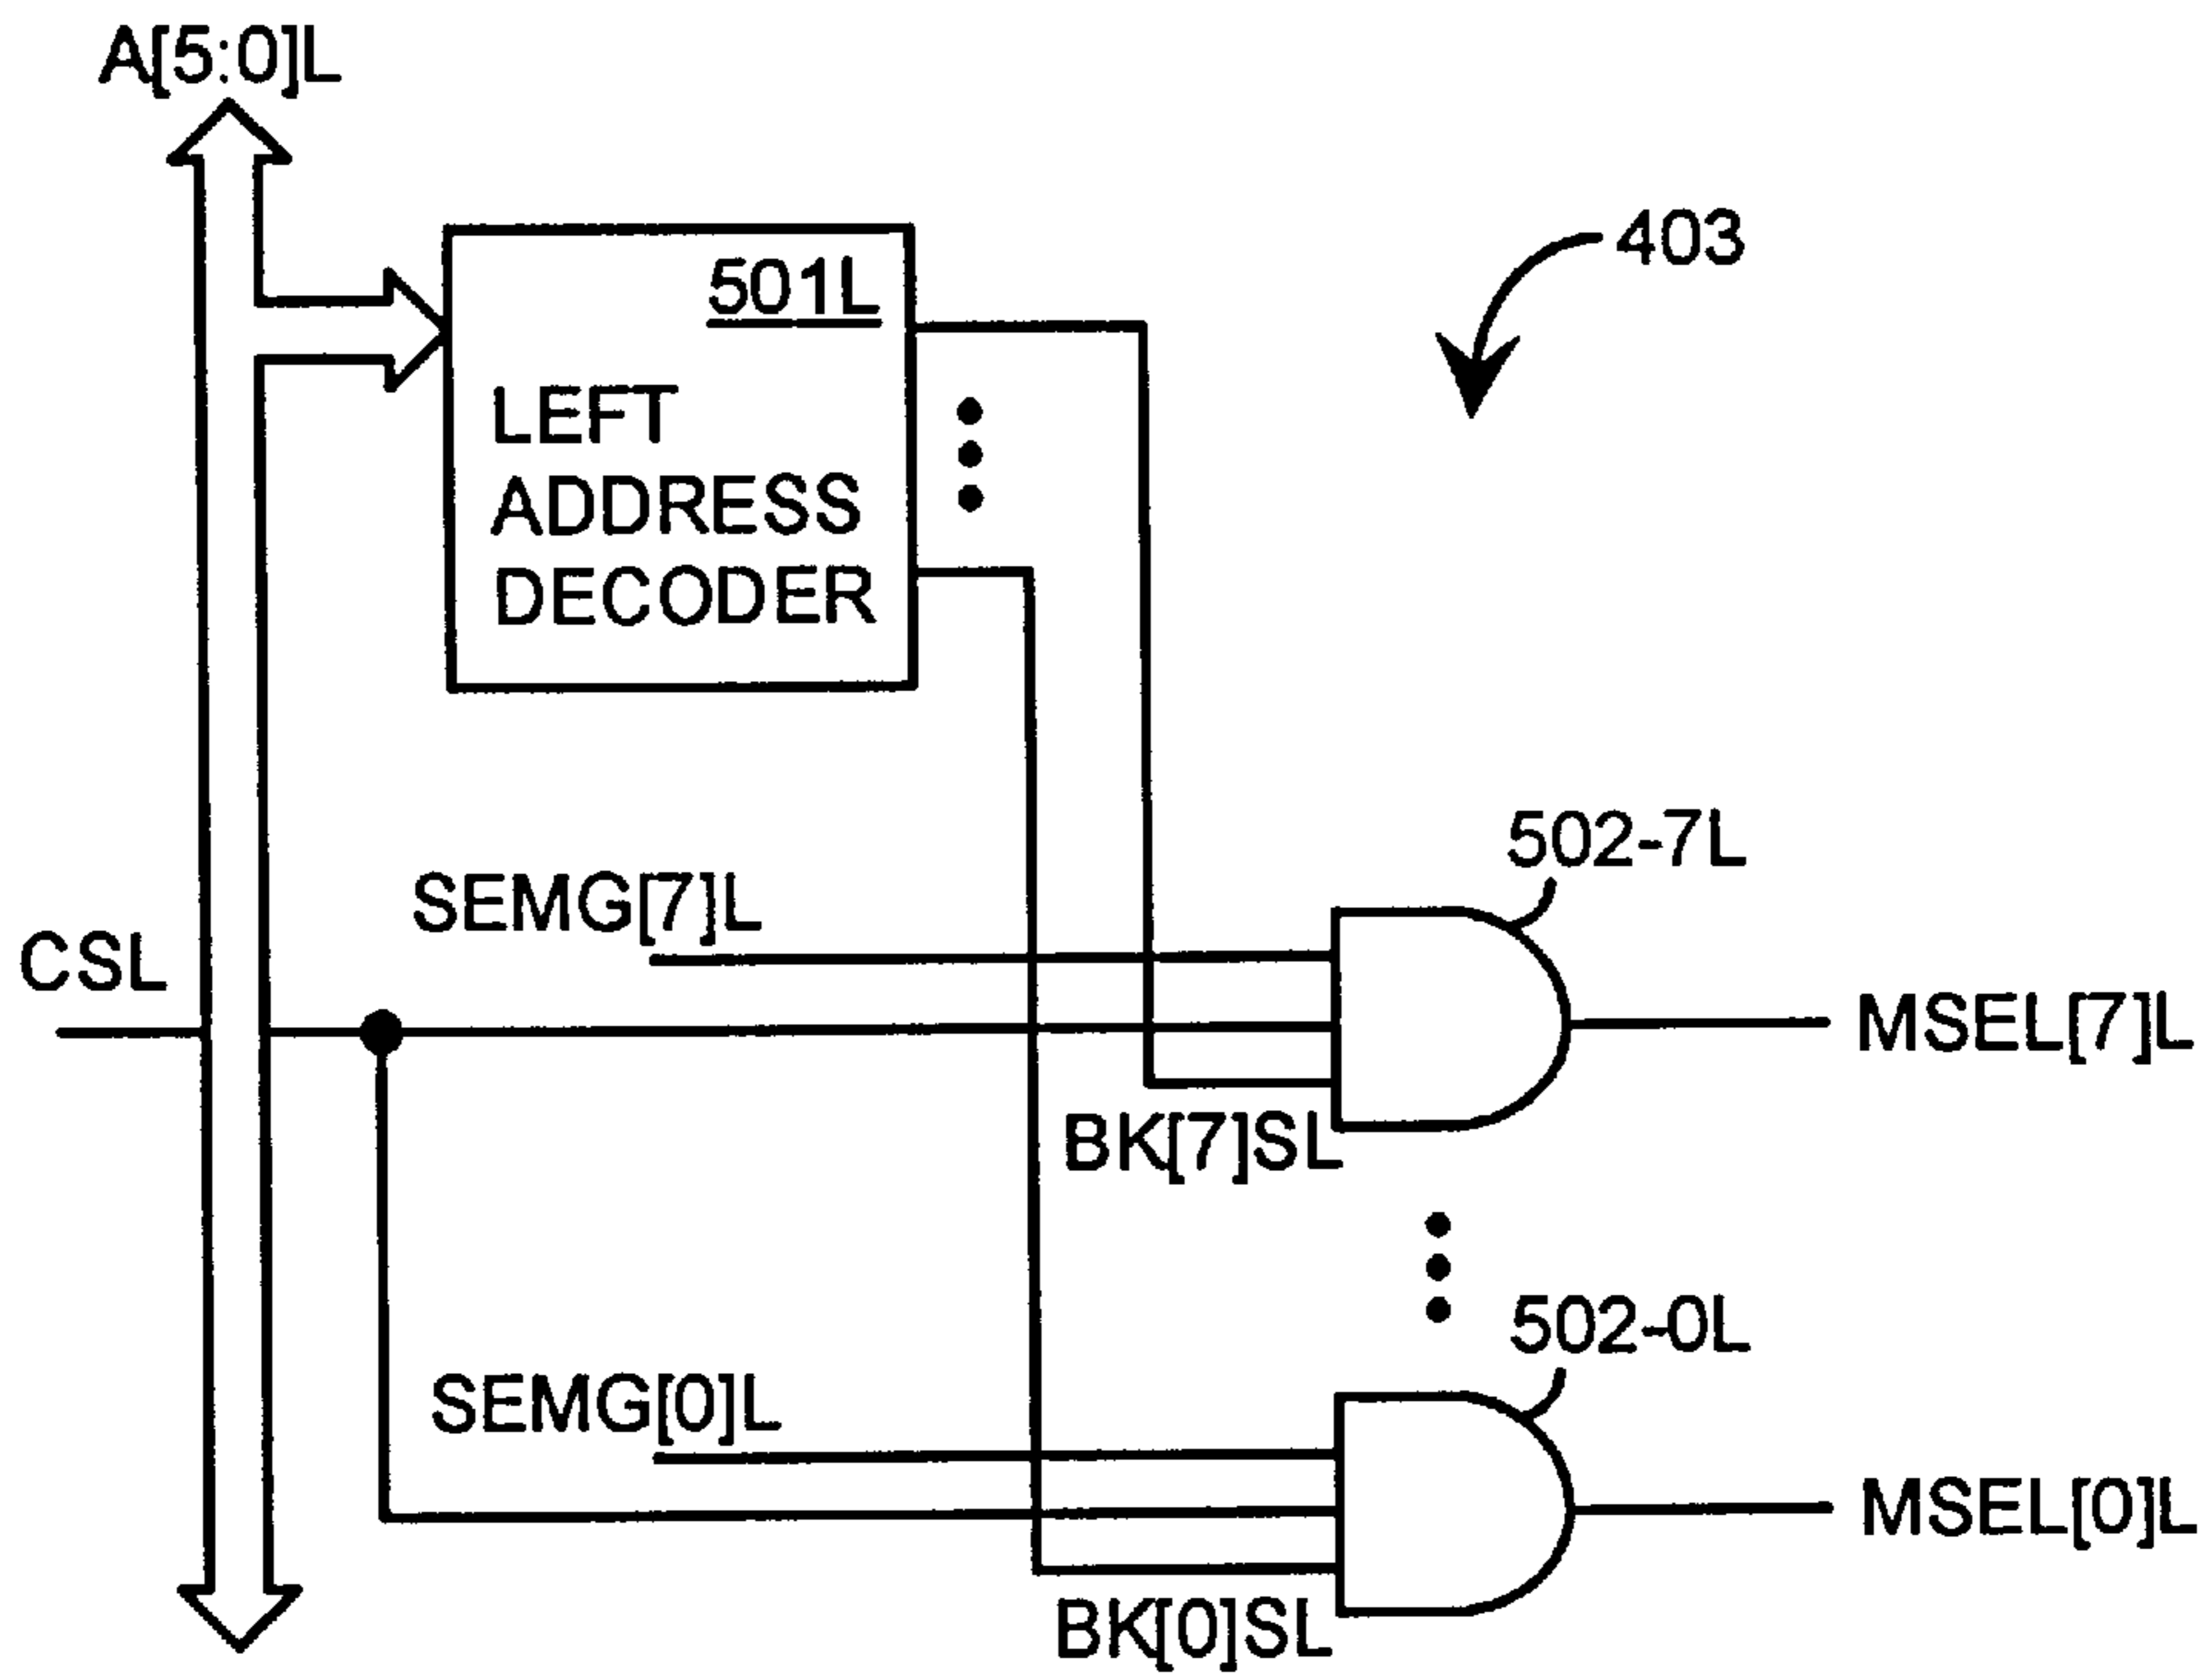 A[5:0]L
403
501L
LEFT
ADDRESS
DECODER
502-7L
SEMG[7]L
CSL
MSEL[7]L
BK[7]SL
502-0L
SEMG[0]L
MSEL[0]L
BK[0]SL